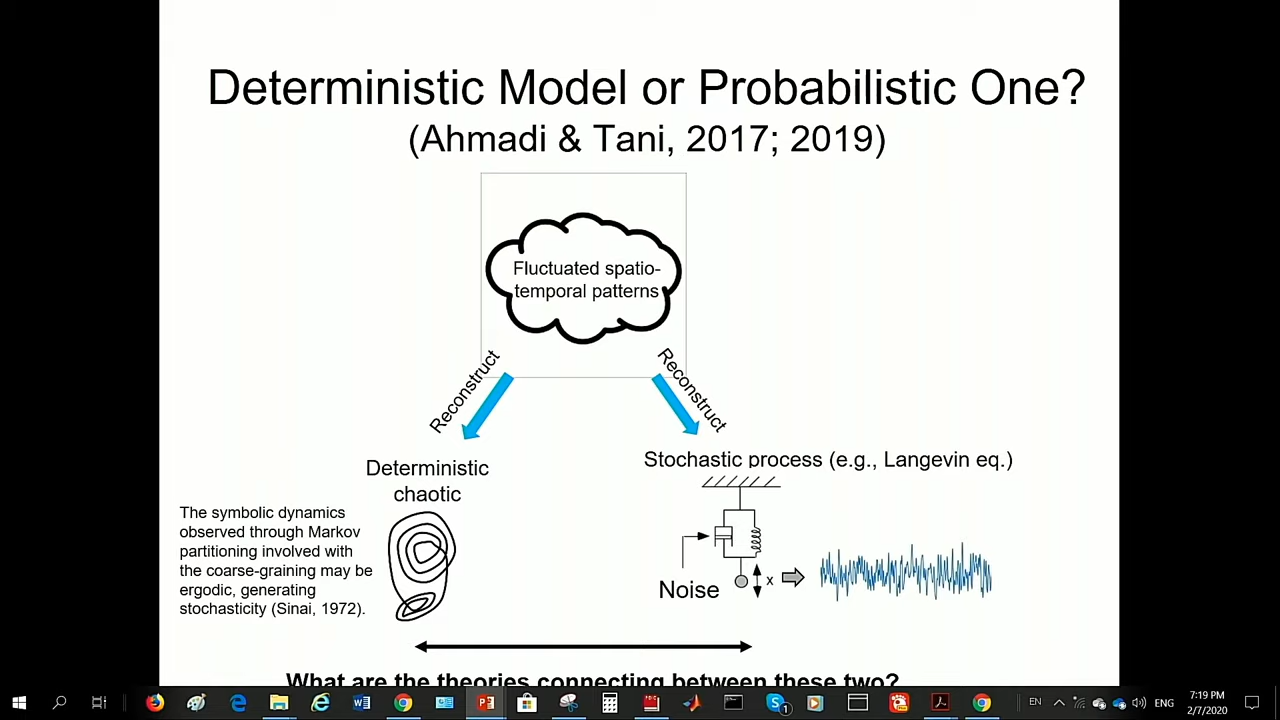 Deterministic Model or Probabilistic One?
(Ahmadi & Tani, 2017; 2019)
Fluctuated spatio-
temporal patterns
Reconstruct
Reconstruct
Deterministic
chaotic
Stochastic process (e.g., Langevin eq.)
The symbolic dynamics
observed through Markov
partitioning involved with
the coarse-graining may be
ergodic, generating
stochasticity (Sinai, 1972).
Noise
x
What are the theories connecting between these two?
EN
ENG
7:19 PM
2/7/2020